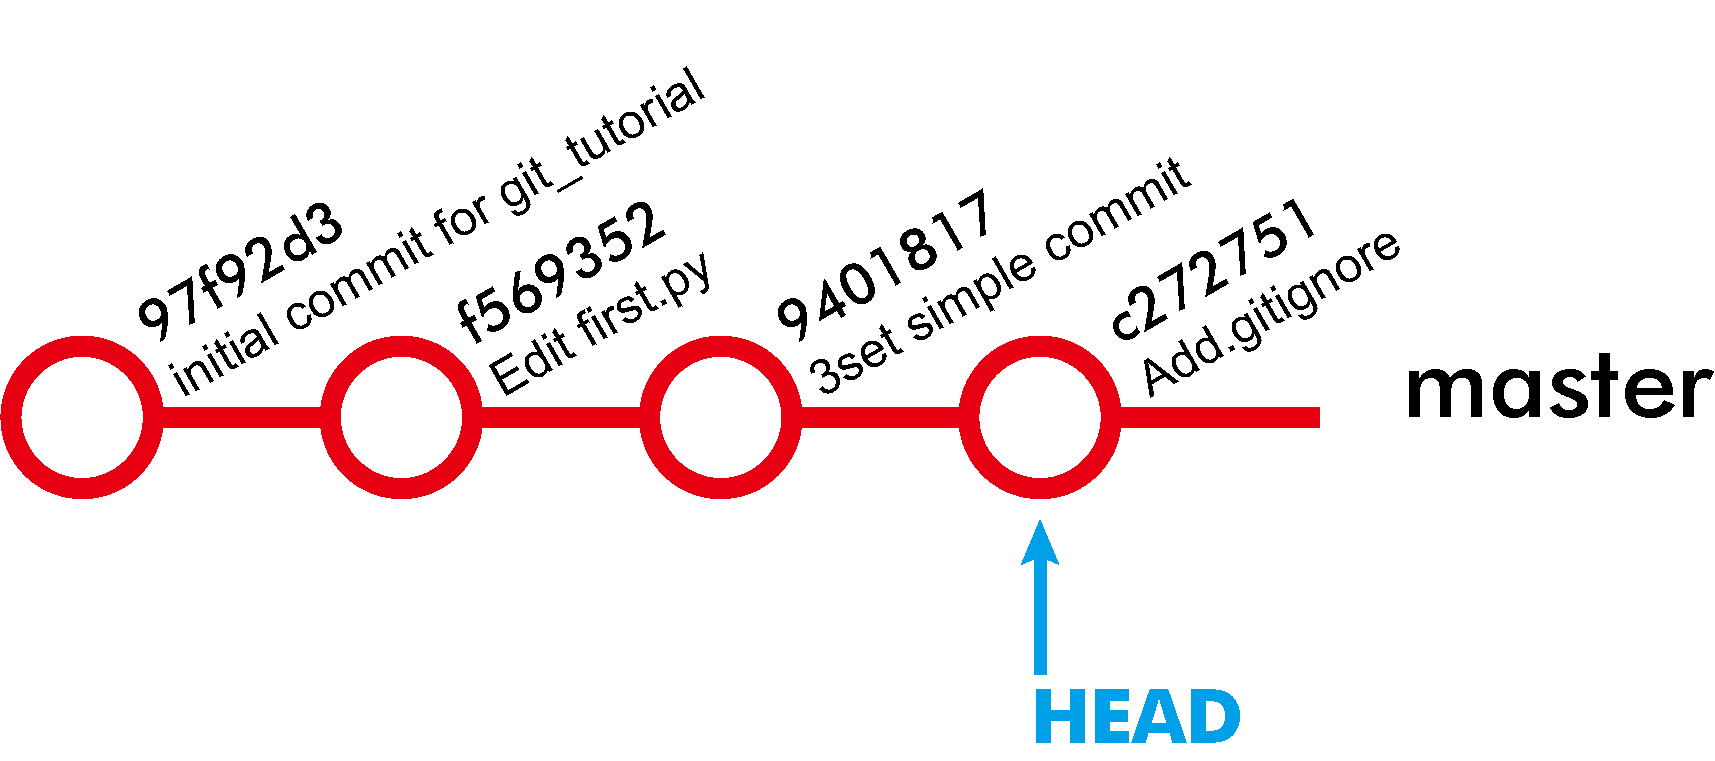 97f92d3
initial commit for git_tutorial
f569352
Edit first.py
9401817
3set simple commit
c272751
Add.gitignore
master
HEAD